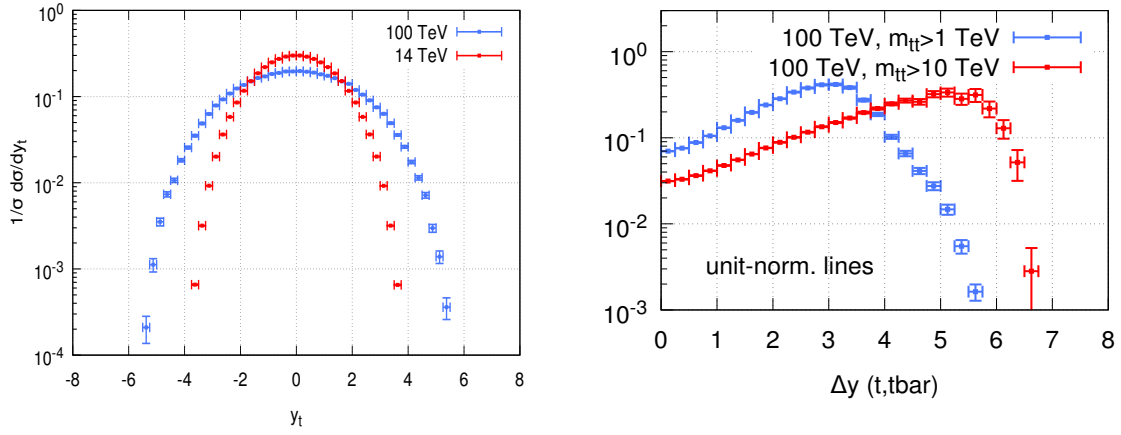 10^0
10^-1
10^-2
10^-3
10^-4
1/σ dσ/dy_t
-8 -6 -4 -2 0 2 4 6 8
y_t
100 TeV
14 TeV
10^0
10^-1
10^-2
10^-3
100 TeV, m_tt>1 TeV
100 TeV, m_tt>10 TeV
unit-norm. lines
0 1 2 3 4 5 6 7 8
Δy (t,tbar)